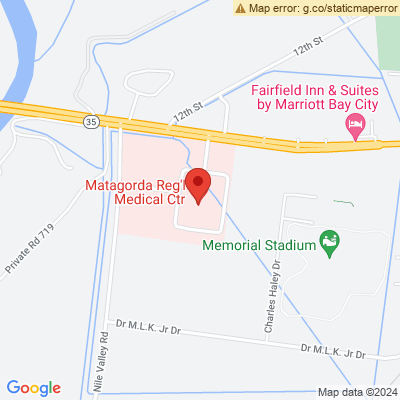 Map error: g.co/staticmaperror
12th St
Fairfield Inn & Suites
by Marriott Bay City
12th St
35
Matagorda Reg'l
Medical Ctr
Private Rd 719
Memorial Stadium
Charles Haley Dr
Nile Valley Rd
Dr M.L.K. Jr Dr
Dr M.L.K. Jr Dr
Google
Map data ©2024